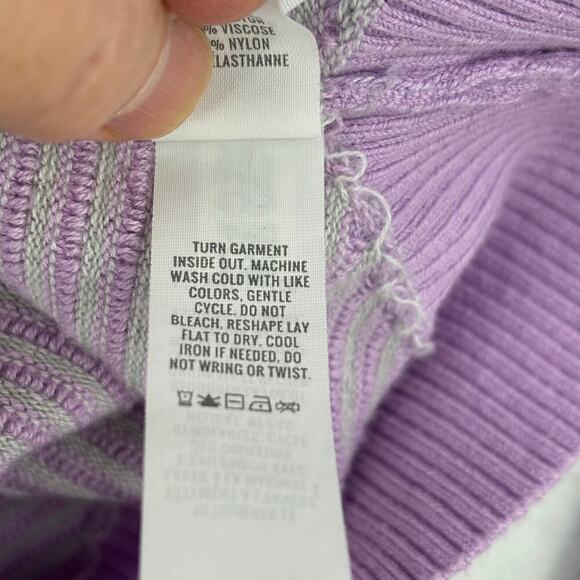 % VISCOSE
% NYLON
ELASTHANNE
TURN GARMENT
INSIDE OUT. MACHINE
WASH COLD WITH LIKE
COLORS, GENTLE
CYCLE. DO NOT
BLEACH, RESHAPE LAY
FLAT TO DRY. COOL
IRON IF NEEDED. DO
NOT WRING OR TWIST.